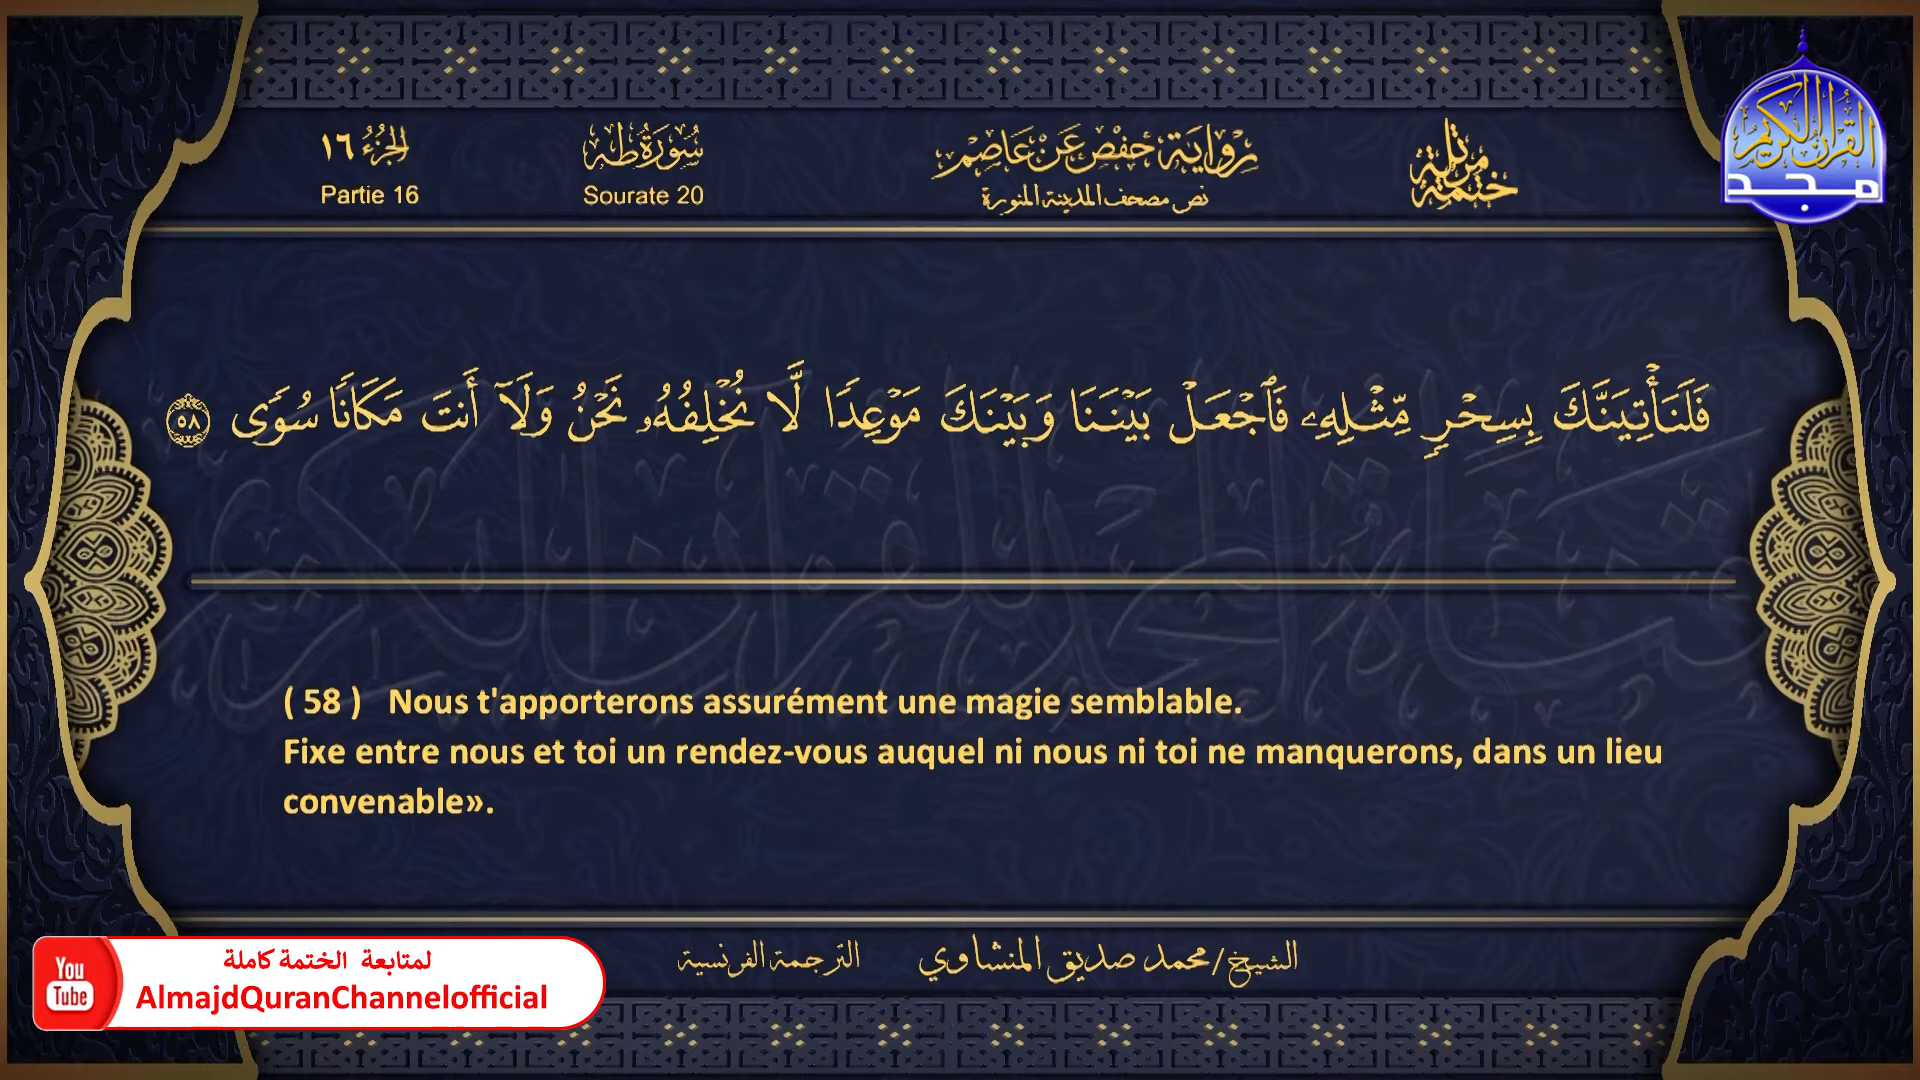 الجزء ١٦
Partie 16
سورة طه
Sourate 20
رواية حفص عن عاصم
نص مصحف المدينة المنورة
ختمة مرتلة
القرآن الكريم
مجد
فَلَنَأْتِيَنَّكَ بِسِحْرٍ مِّثْلِهِۦ فَٱجْعَلْ بَيْنَنَا وَبَيْنَكَ مَوْعِدًا لَّا نُخْلِفُهُۥ نَحْنُ وَلَآ أَنتَ مَكَانًا سُوًى ٥٨
( 58 ) Nous t'apporterons assurément une magie semblable.
Fixe entre nous et toi un rendez-vous auquel ni nous ni toi ne manquerons, dans un lieu
convenable».
الشيخ/محمد صديق المنشاوي
الترجمة الفرنسية
You
Tube
لمتابعة الختمة كاملة
AlmajdQuranChannelofficial